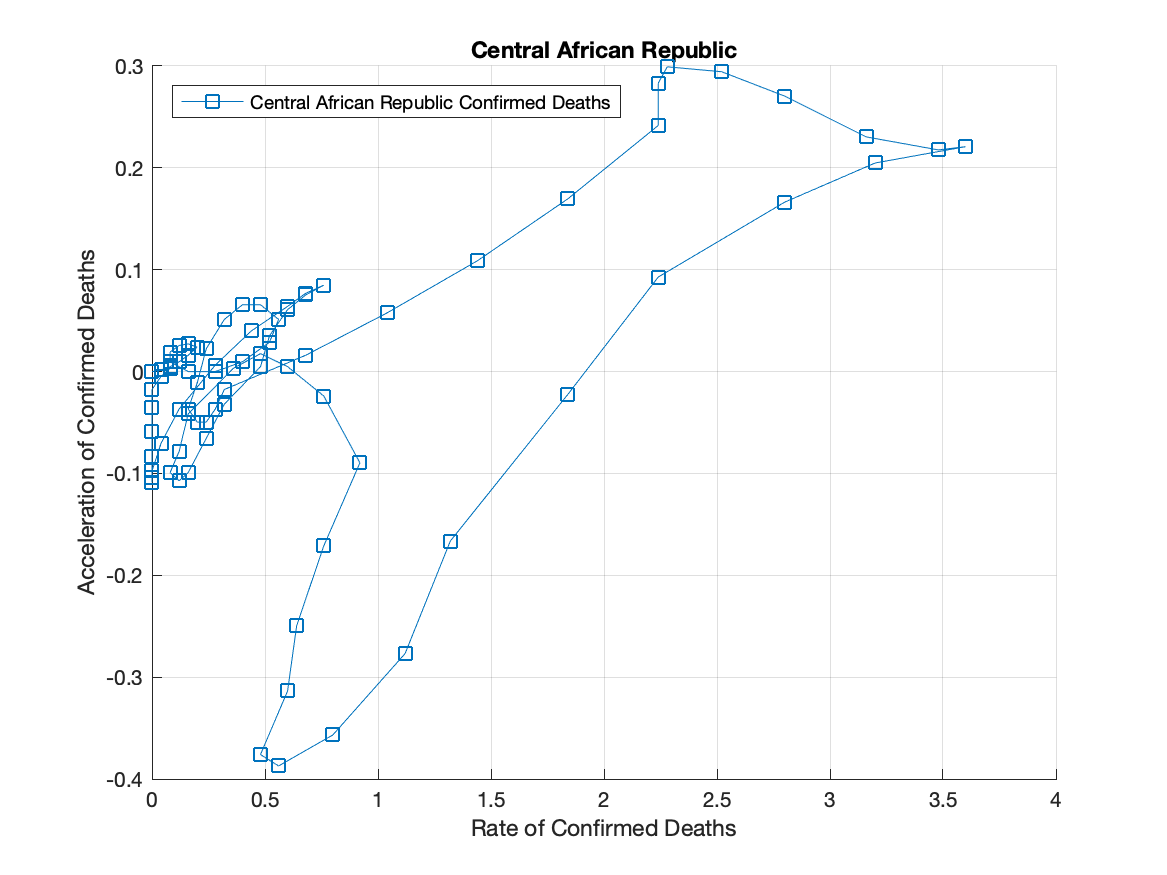 Central African Republic
Central African Republic Confirmed Deaths
Acceleration of Confirmed Deaths
0.3
0.2
0.1
0
-0.1
-0.2
-0.3
-0.4
0 0.5 1 1.5 2 2.5 3 3.5 4
Rate of Confirmed Deaths